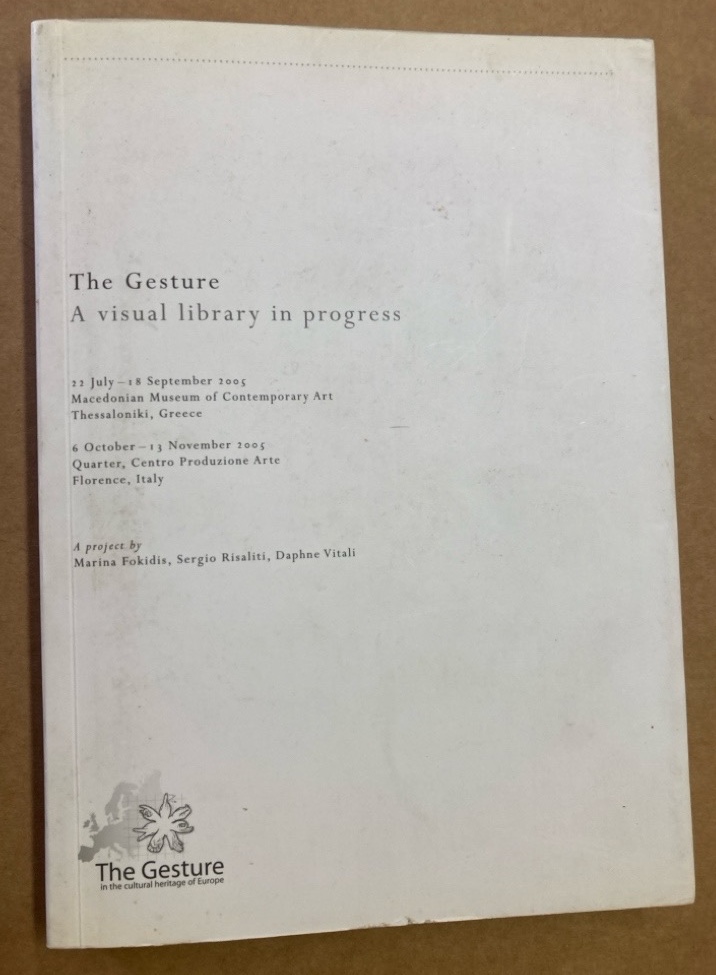 The Gesture
A visual library in progress
22 July – 18 September 2005
Macedonian Museum of Contemporary Art
Thessaloniki, Greece
6 October – 13 November 2005
Quarter, Centro Produzione Arte
Florence, Italy
A project by
Marina Fokidis, Sergio Risaliti, Daphne Vitali
The Gesture
in the cultural heritage of Europe